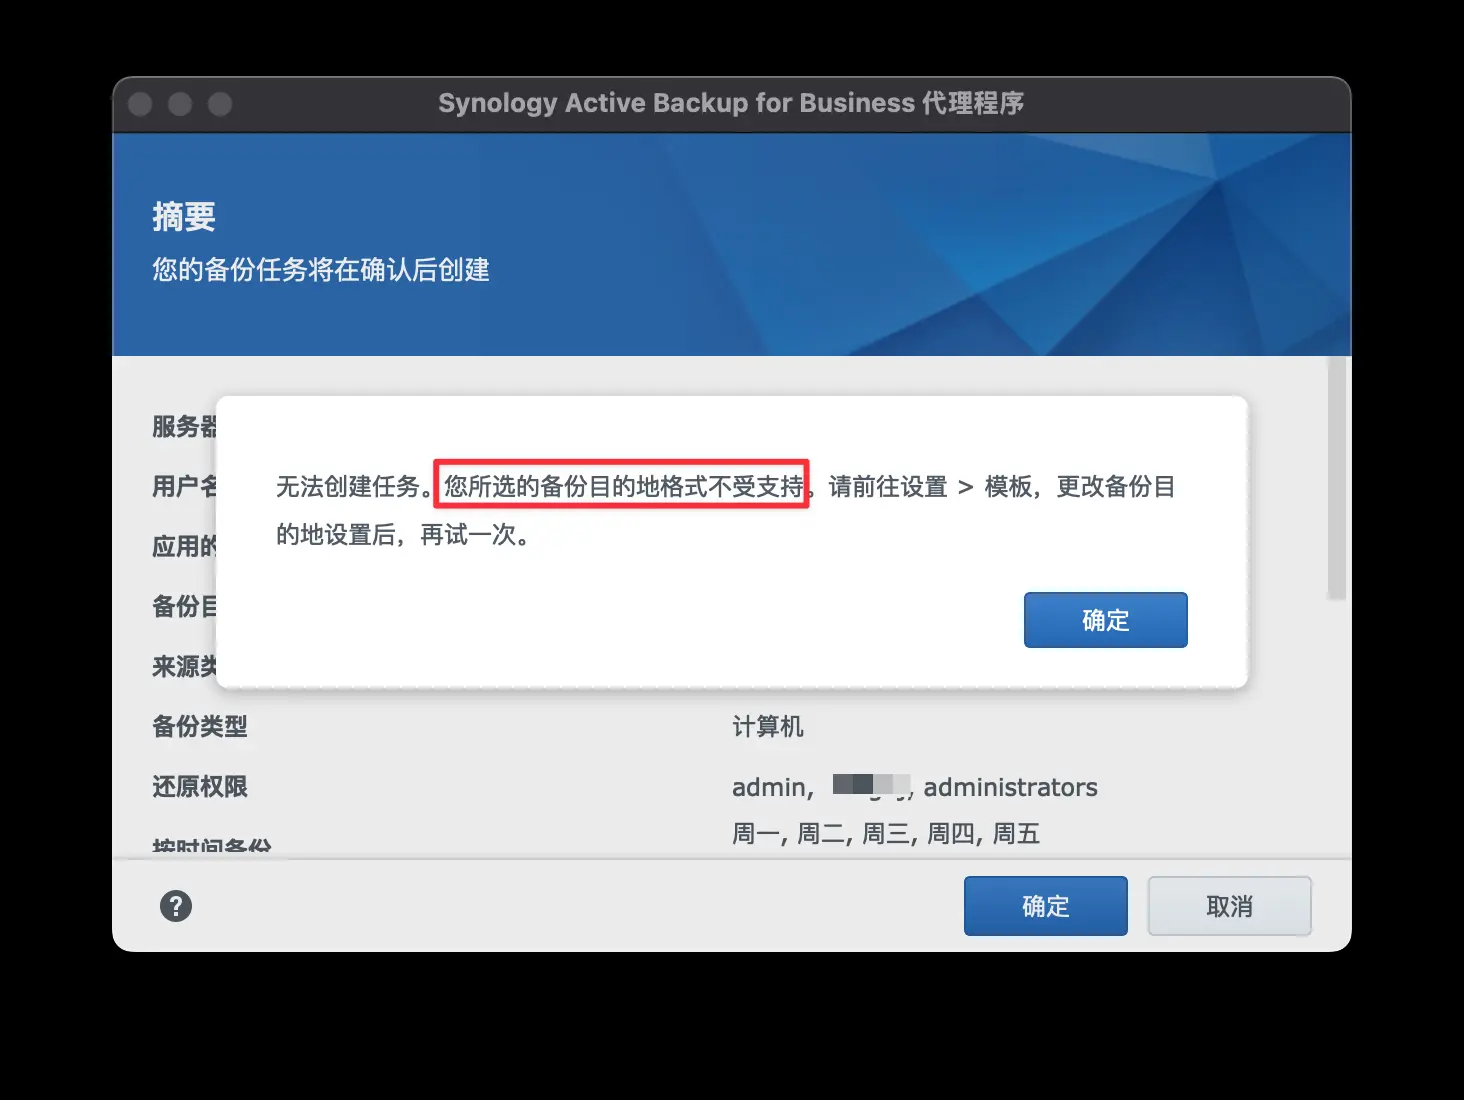 Synology Active Backup for Business 代理程序
摘要
您的备份任务将在确认后创建
服务器
用户名
应用的
备份目
来源类
无法创建任务。您所选的备份目的地格式不受支持。请前往设置 > 模板，更改备份目
的地设置后，再试一次。
确定
备份类型 计算机
还原权限 admin, administrators
按时间备份 周一, 周二, 周三, 周四, 周五
?
确定
取消